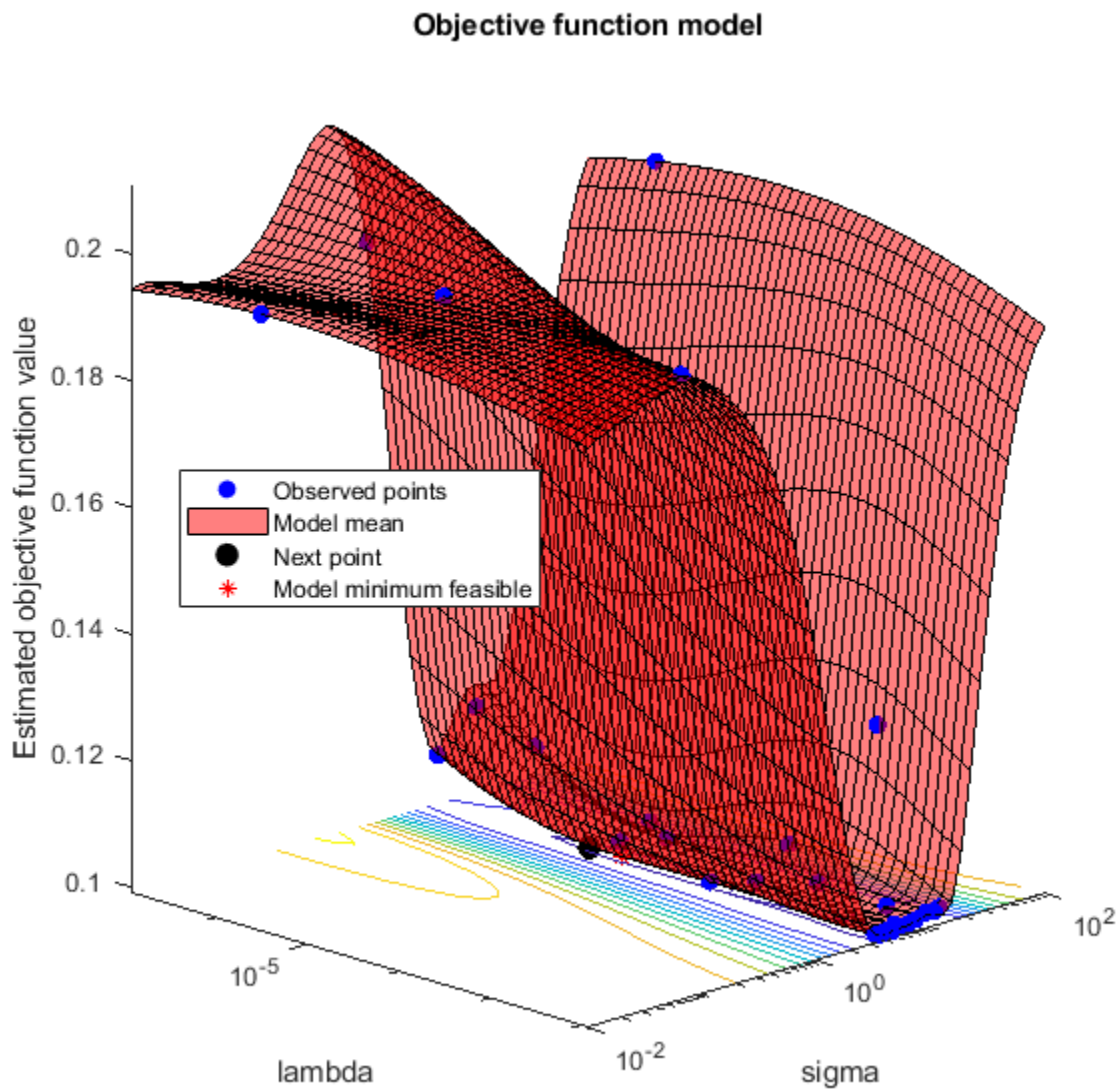 Objective function model
Estimated objective function value
0.2
0.18
0.16
0.14
0.12
0.1
Observed points
Model mean
Next point
Model minimum feasible
10^-5
lambda
10^-2
10^0
10^2
sigma